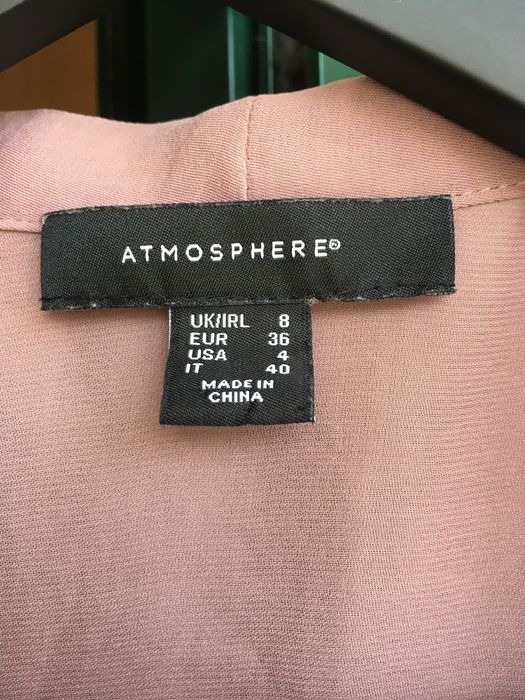 ATMOSPHERE®
UK/IRL 8
EUR 36
USA 4
IT 40
MADE IN
CHINA